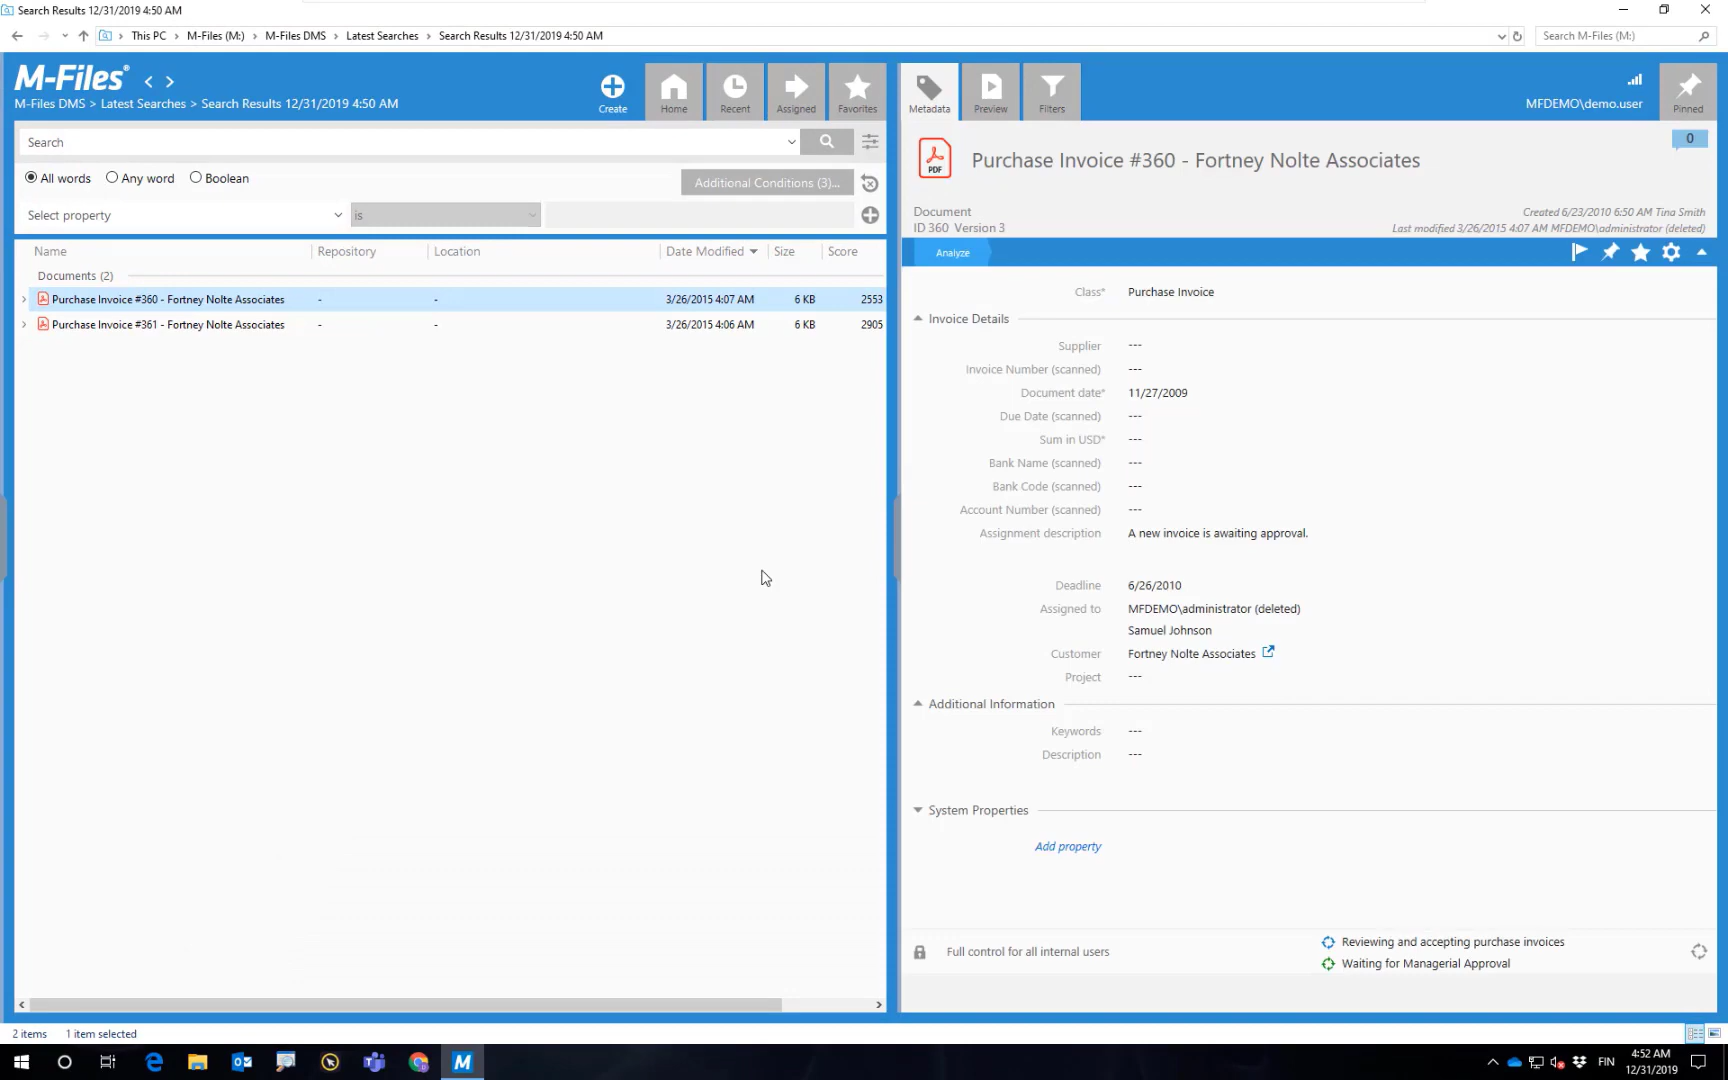 Search Results 12/31/2019 4:50 AM
This PC > M-Files (M:) > M-Files DMS > Latest Searches > Search Results 12/31/2019 4:50 AM
Search M-Files (M:)
M-Files®
M-Files DMS > Latest Searches > Search Results 12/31/2019 4:50 AM
Create
Home
Recent
Assigned
Favorites
Search
All words
Any word
Boolean
Additional Conditions (3)...
Select property
is
Name Repository Location Date Modified Size Score
Documents (2)
Purchase Invoice #360 - Fortney Nolte Associates - - 3/26/2015 4:07 AM 6 KB 2553
Purchase Invoice #361 - Fortney Nolte Associates - - 3/26/2015 4:06 AM 6 KB 2905
Metadata
Preview
Filters
MFDEMO\demo.user
Pinned
PDF
Purchase Invoice #360 - Fortney Nolte Associates
0
Document
ID 360 Version 3
Created 6/23/2010 6:50 AM Tina Smith
Last modified 3/26/2015 4:07 AM MFDEMO\administrator (deleted)
Analyze
Class* Purchase Invoice
Invoice Details
Supplier ---
Invoice Number (scanned) ---
Document date* 11/27/2009
Due Date (scanned) ---
Sum in USD* ---
Bank Name (scanned) ---
Bank Code (scanned) ---
Account Number (scanned) ---
Assignment description A new invoice is awaiting approval.
Deadline 6/26/2010
Assigned to MFDEMO\administrator (deleted)
Samuel Johnson
Customer Fortney Nolte Associates
Project ---
Additional Information
Keywords ---
Description ---
System Properties
Add property
Full control for all internal users
Reviewing and accepting purchase invoices
Waiting for Managerial Approval
2 items 1 item selected
M
FIN
4:52 AM
12/31/2019